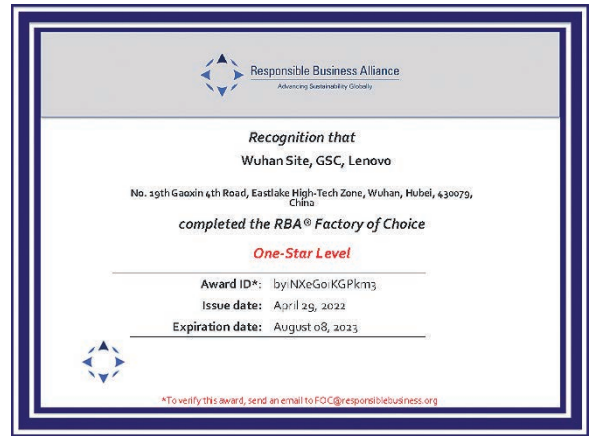 Responsible Business Alliance
Advancing Sustainability Globally
Recognition that
Wuhan Site, GSC, Lenovo
No. 19th Gaoxin 4th Road, Eastlake High-Tech Zone, Wuhan, Hubei, 430079,
China
completed the RBA® Factory of Choice
One-Star Level
Award ID*: byiNXeGoiKGPkm3
Issue date: April 29, 2022
Expiration date: August 08, 2023
*To verify this award, send an email to FOC@responsiblebusiness.org